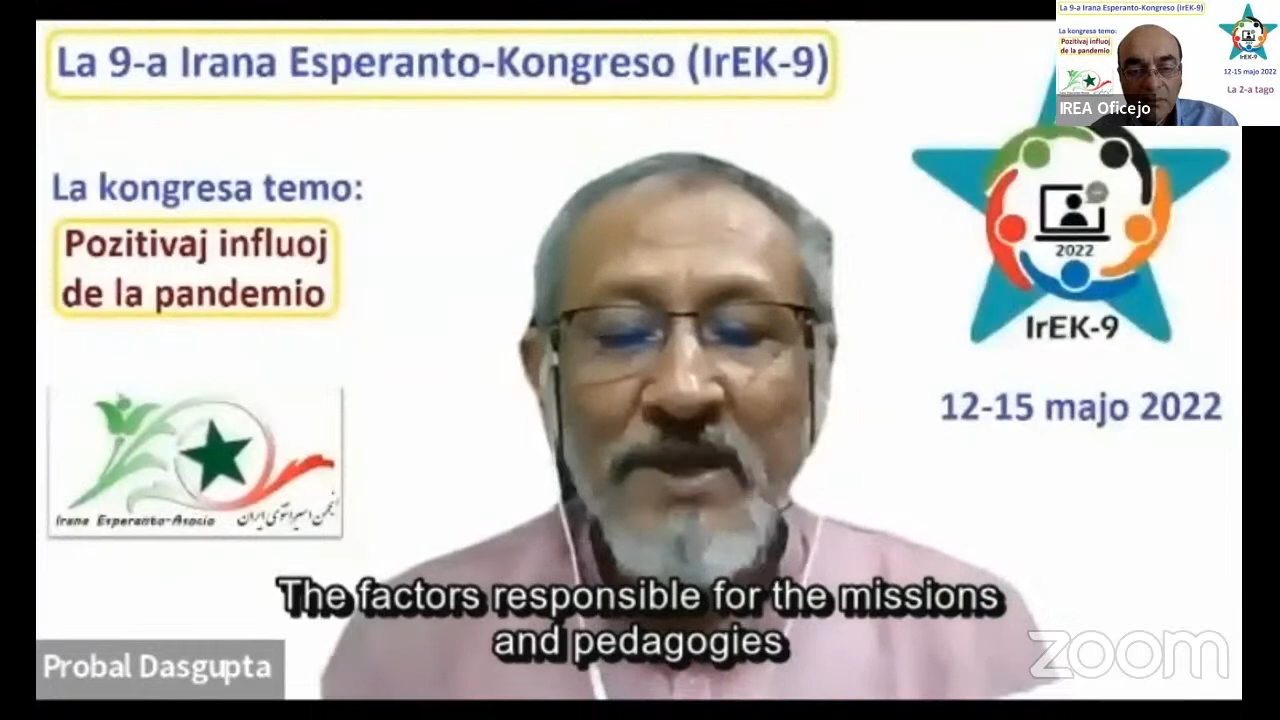 La 9-a Irana Esperanto-Kongreso (IrEK-9)
La kongresa temo:
Pozitivaj influoj
de la pandemio
2022
IrEK-9
12-15 majo 2022
Irana Esperanto-Asocio
انجمن اسپرانتوی ایران
The factors responsible for the missions
and pedagogies
Probal Dasgupta
zoom
La 9-a Irana Esperanto-Kongreso (IrEK-9)
La kongresa temo:
Pozitivaj influoj
de la pandemio
IrEK-9
12-15 majo 2022
La 2-a tago
IREA Oficejo